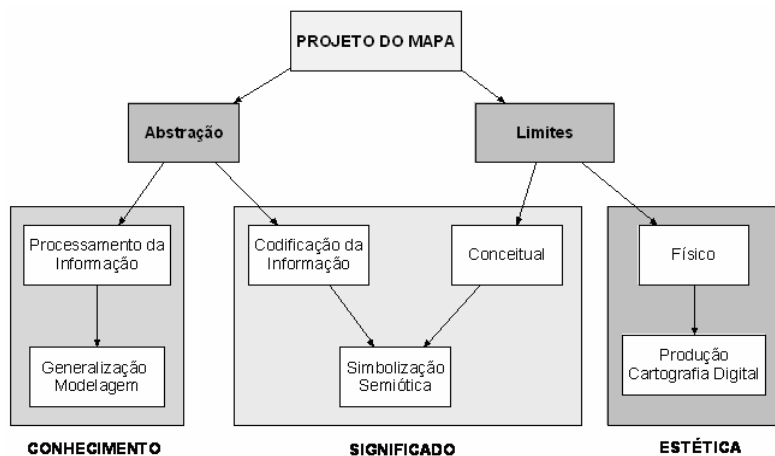 PROJETO DO MAPA
Abstração
Limites
Processamento da
Informação
Codificação da
Informação
Conceitual
Físico
Generalização
Modelagem
Simbolização
Semiótica
Produção
Cartografia Digital
CONHECIMENTO
SIGNIFICADO
ESTÉTICA